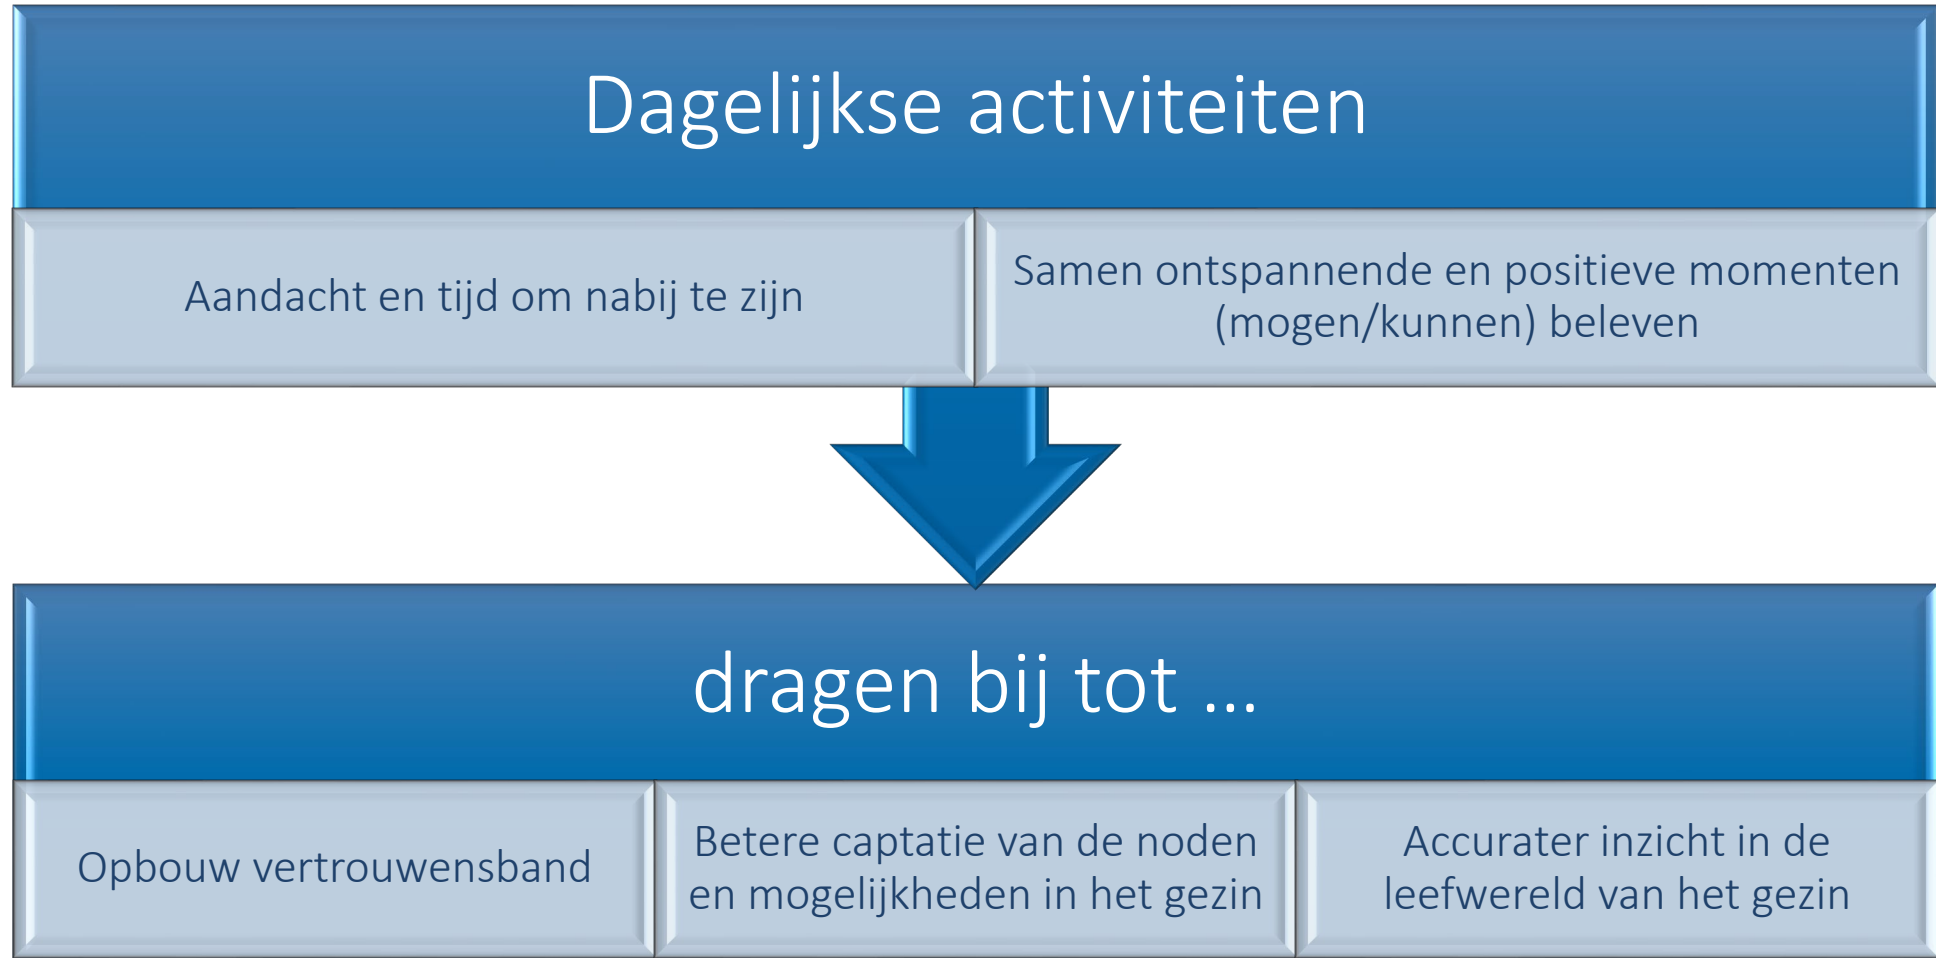 Dagelijkse activiteiten
Aandacht en tijd om nabij te zijn
Samen ontspannende en positieve momenten
(mogen/kunnen) beleven
dragen bij tot ...
Opbouw vertrouwensband
Betere captatie van de noden
en mogelijkheden in het gezin
Accurater inzicht in de
leefwereld van het gezin